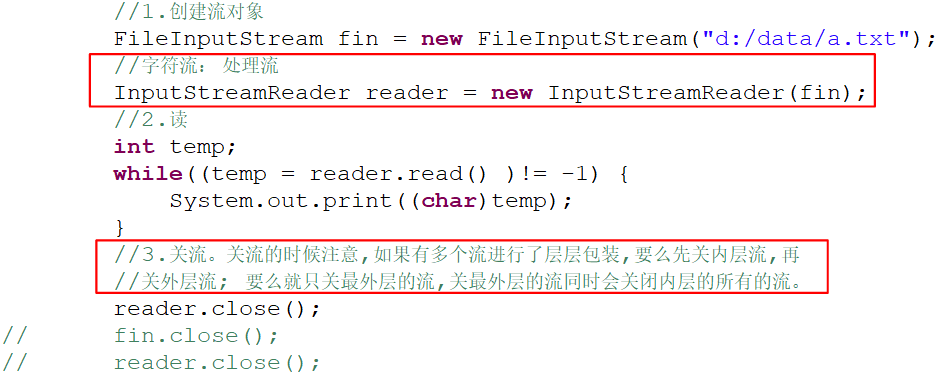 //1.创建流对象
FileInputStream fin = new FileInputStream("d:/data/a.txt");
//字符流: 处理流
InputStreamReader reader = new InputStreamReader(fin);
//2.读
int temp;
while((temp = reader.read() )!= -1) {
System.out.print((char)temp);
}
//3.关流。关流的时候注意,如果有多个流进行了层层包装,要么先关内层流,再
//关外层流; 要么就只关最外层的流,关最外层的流同时会关闭内层的所有的流。
reader.close();
// fin.close();
// reader.close();